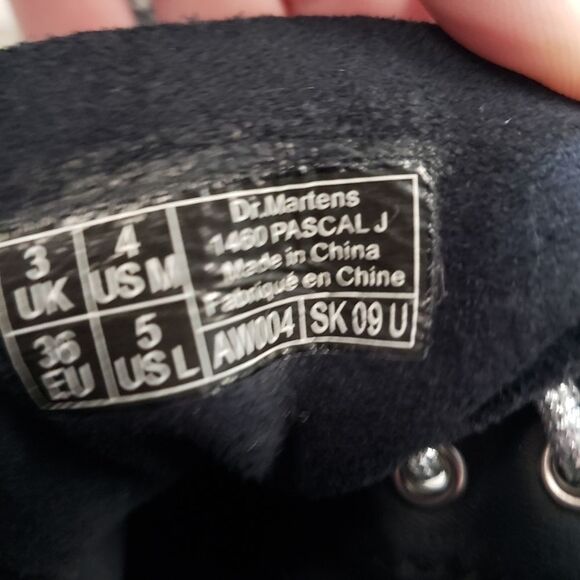 3 UK
4 US M
36 EU
5 US L
Dr.Martens
1460 PASCAL J
Made in China
Fabriqué en Chine
AW004
SK 09 U